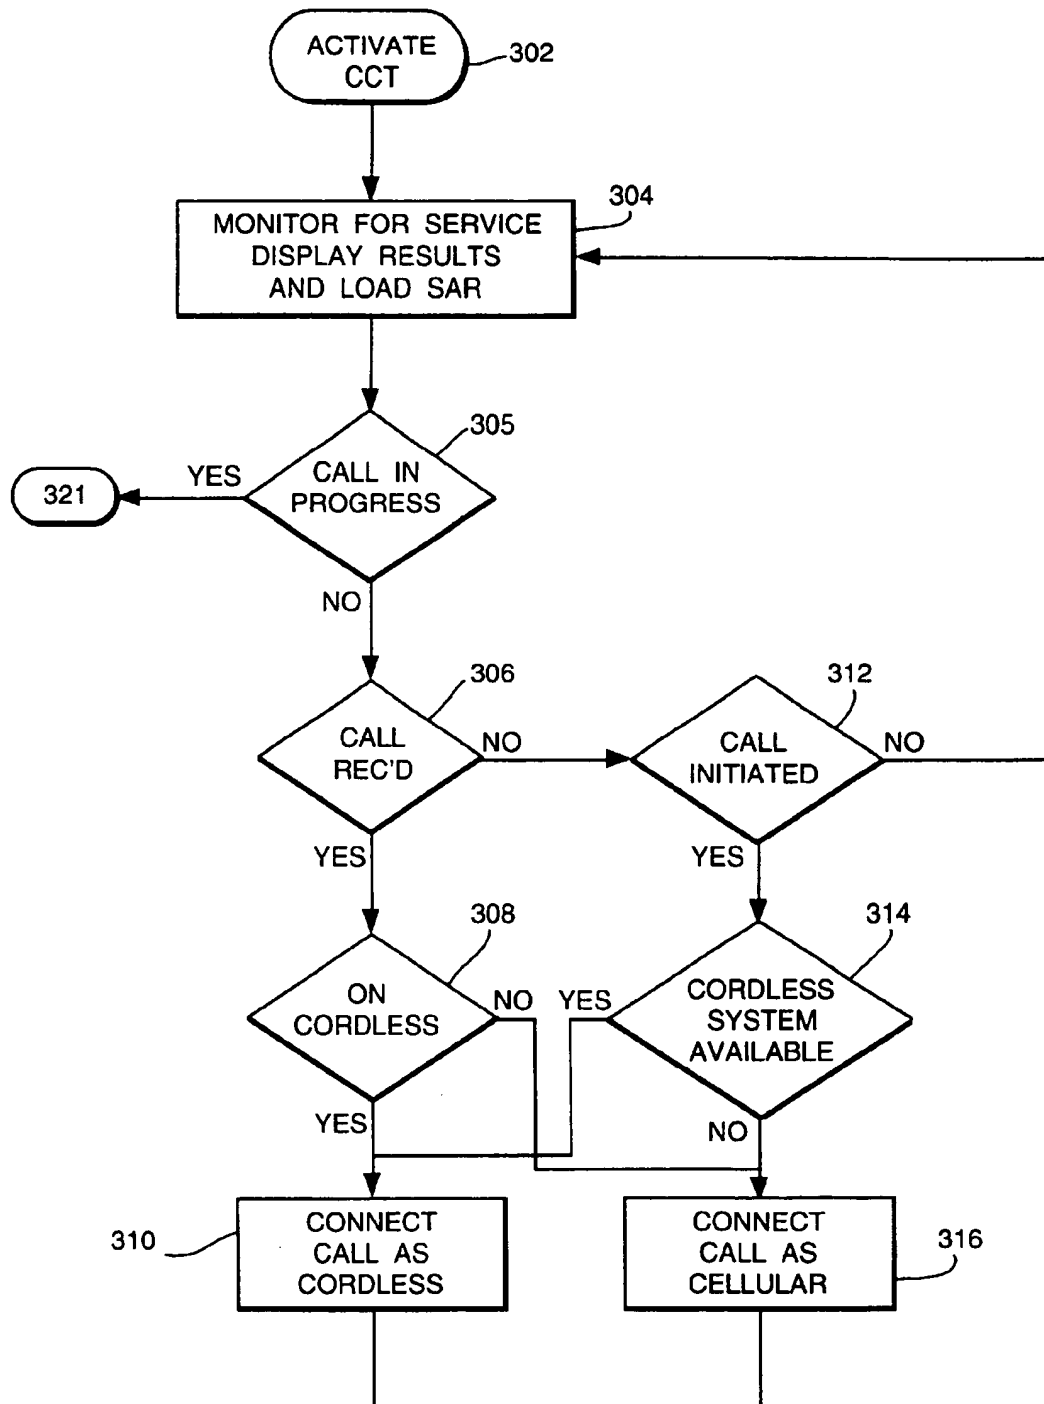 ACTIVATE
CCT
302
MONITOR FOR SERVICE
DISPLAY RESULTS
AND LOAD SAR
304
CALL IN
PROGRESS
305
YES
321
NO
CALL
REC'D
306
NO
CALL
INITIATED
312
NO
YES
YES
ON
CORDLESS
308
NO
YES
CORDLESS
SYSTEM
AVAILABLE
314
YES
NO
CONNECT
CALL AS
CORDLESS
310
CONNECT
CALL AS
CELLULAR
316